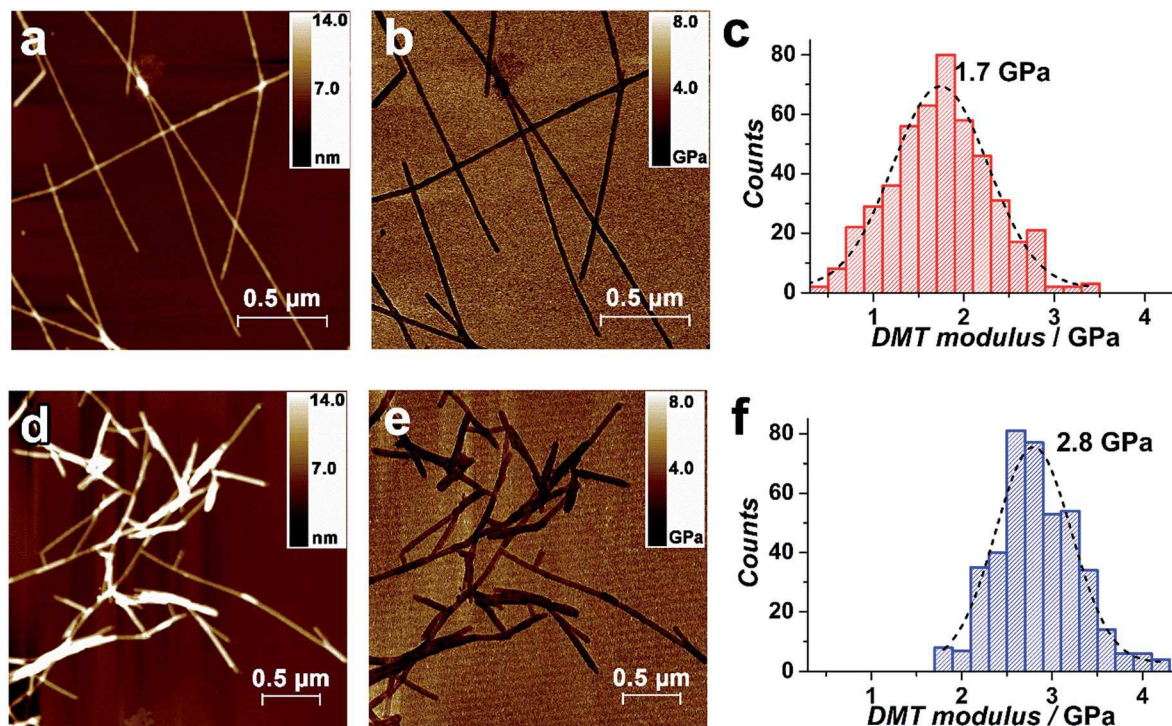 a
14.0
7.0
nm
0.5 µm
b
8.0
4.0
GPa
0.5 µm
c
1.7 GPa
80
60
40
20
0
Counts
1 2 3 4
DMT modulus / GPa
d
14.0
7.0
nm
0.5 µm
e
8.0
4.0
GPa
0.5 µm
f
2.8 GPa
80
60
40
20
0
Counts
1 2 3 4
DMT modulus / GPa